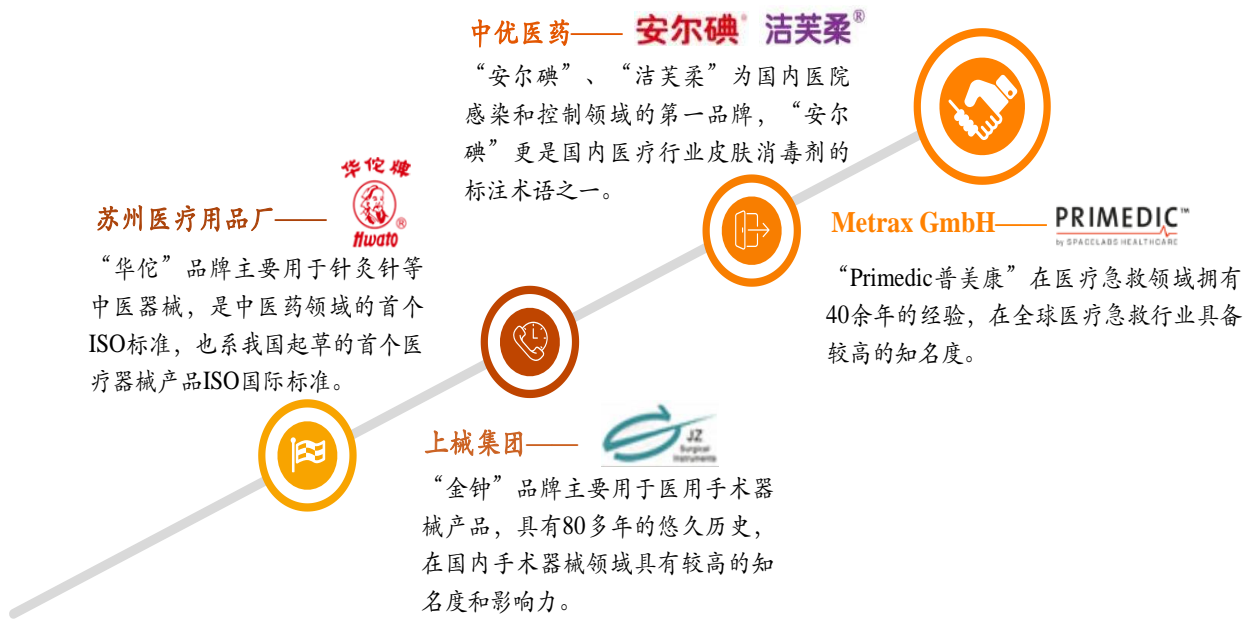 中优医药—— 安尔碘® 洁芙柔®
“安尔碘”、“洁芙柔”为国内医院
感染和控制领域的第一品牌，“安尔
碘”更是国内医疗行业皮肤消毒剂的
标注术语之一。
华佗牌
苏州医疗用品厂——
Hwato®
“华佗”品牌主要用于针灸针等
中医器械，是中医药领域的首个
ISO标准，也系我国起草的首个医
疗器械产品ISO国际标准。
Metrax GmbH—— PRIMEDIC™
by SPACELABS HEALTHCARE
“Primedic普美康”在医疗急救领域拥有
40余年的经验，在全球医疗急救行业具备
较高的知名度。
上械集团—— JZ
Surgical
Instruments
“金钟”品牌主要用于医用手术器
械产品，具有80多年的悠久历史，
在国内手术器械领域具有较高的知
名度和影响力。